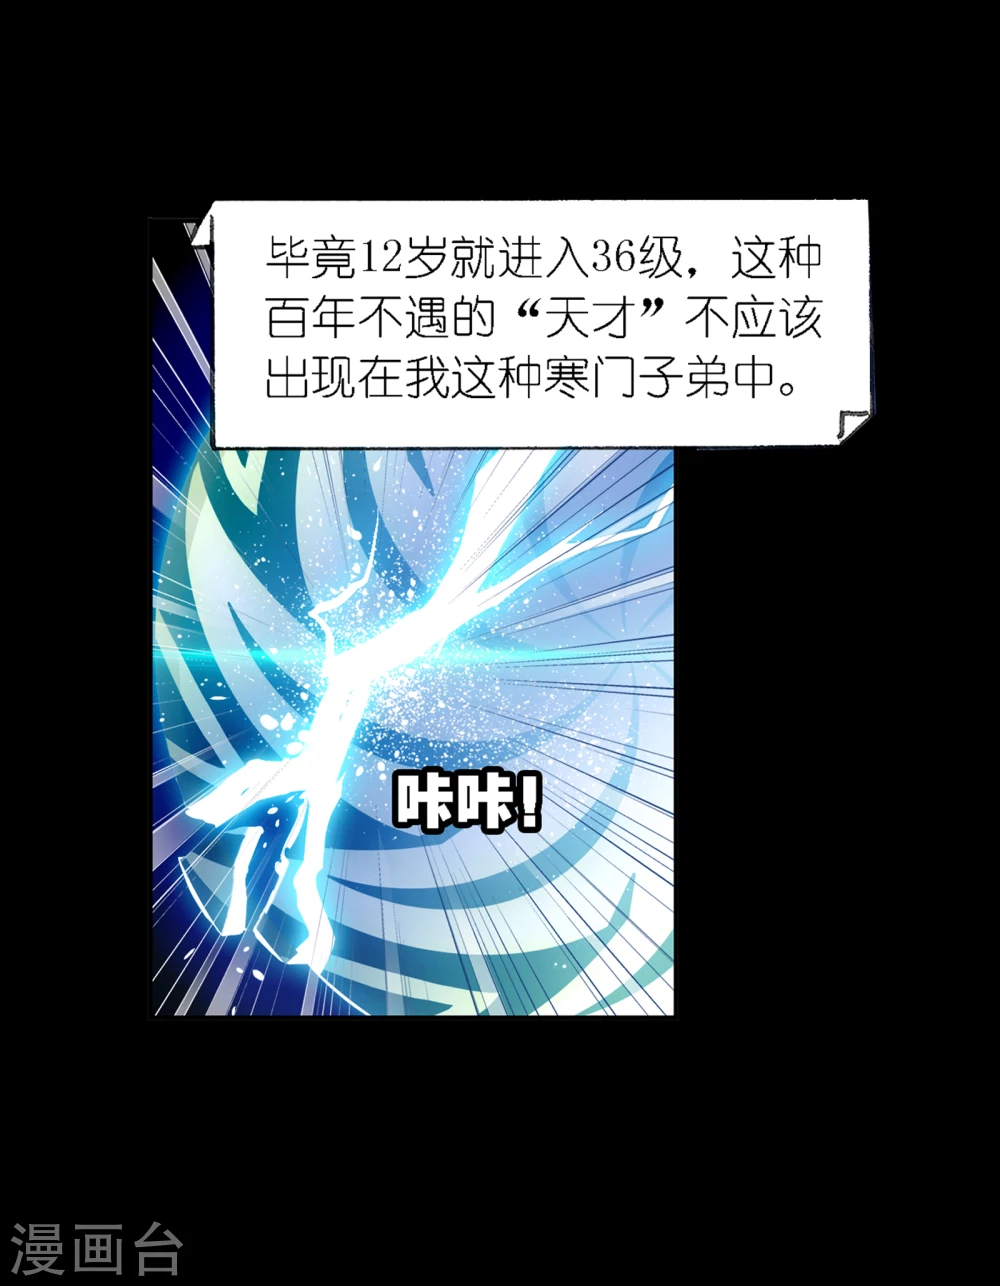 毕竟12岁就进入36级，这种
百年不遇的“天才”不应该
出现在我这种寒门子弟中。
咔咔！
漫画台